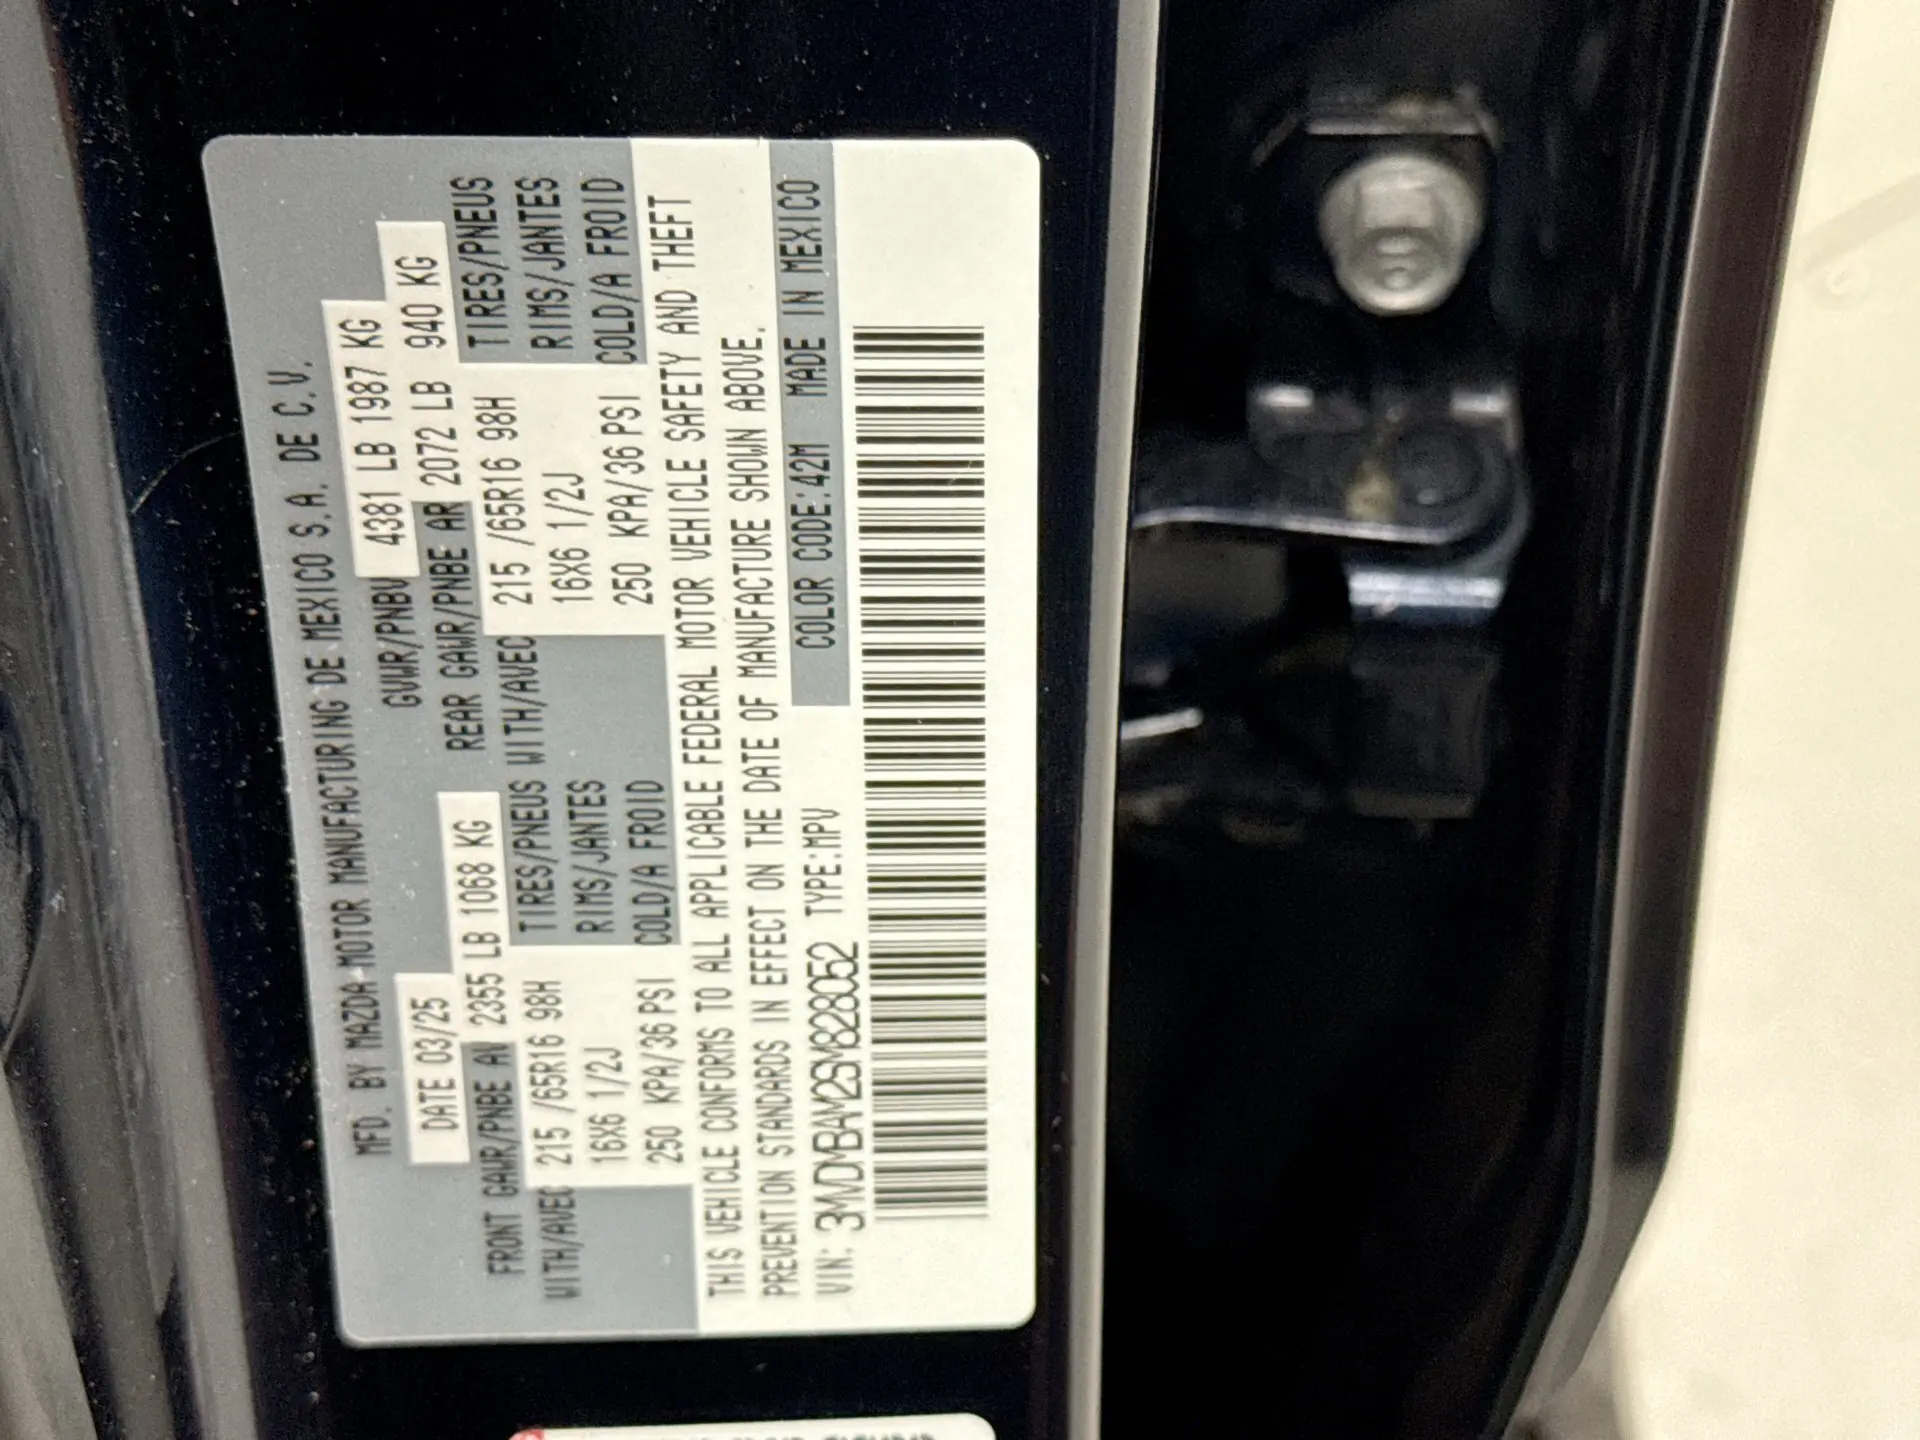 MFD. BY MAZDA MOTOR MANUFACTURING DE MEXICO S.A. DE C.V.
DATE 03/25 GVWR/PNBV 4381 LB 1987 KG
FRONT GAWR/PNBE AV 2355 LB 1068 KG REAR GAWR/PNBE AR 2072 LB 940 KG
WITH/AVEC 215 /65R16 98H TIRES/PNEUS WITH/AVEC 215 /65R16 98H TIRES/PNEUS
16X6 1/2J RIMS/JANTES 16X6 1/2J RIMS/JANTES
250 KPA/36 PSI COLD/A FROID 250 KPA/36 PSI COLD/A FROID
THIS VEHICLE CONFORMS TO ALL APPLICABLE FEDERAL MOTOR VEHICLE SAFETY AND THEFT
PREVENTION STANDARDS IN EFFECT ON THE DATE OF MANUFACTURE SHOWN ABOVE.
VIN: 3MVDMBAM2SM828052 TYPE:MPV COLOR CODE:42M MADE IN MEXICO